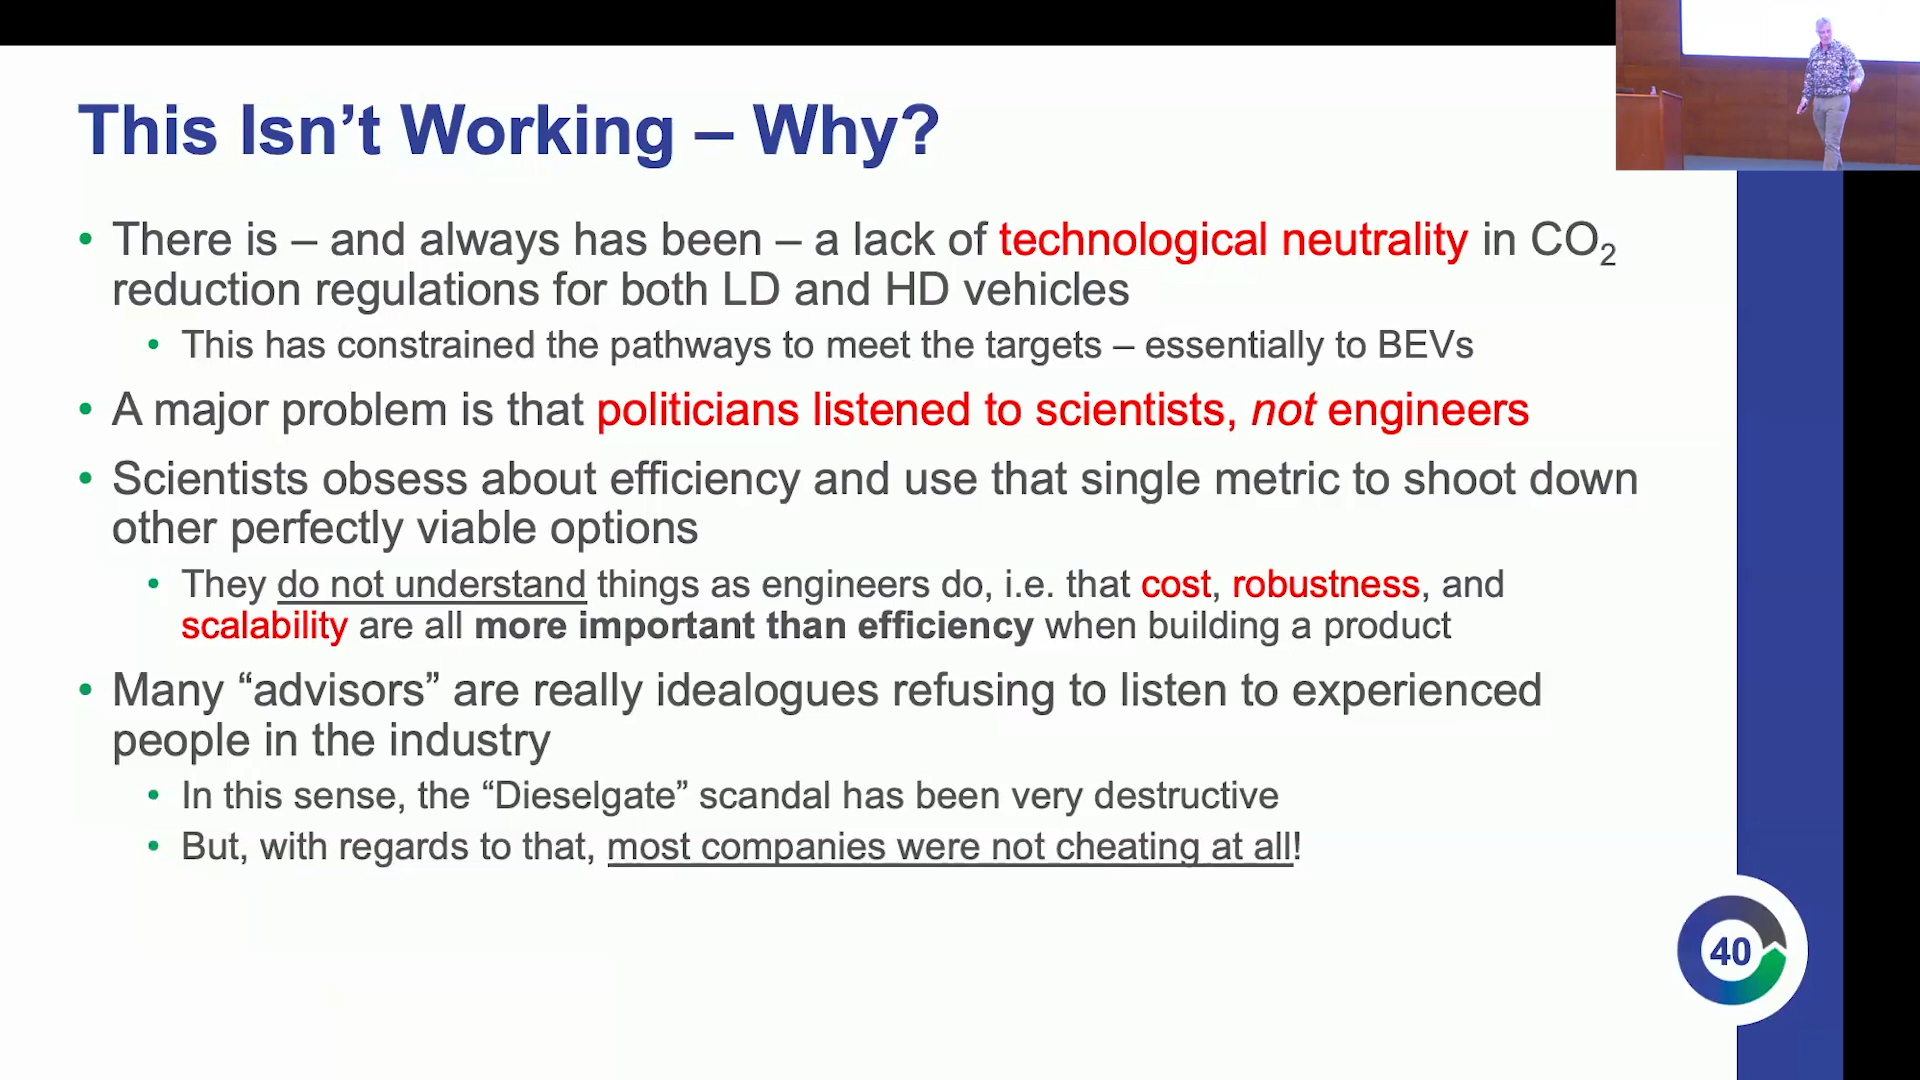 This Isn’t Working – Why?
• There is – and always has been – a lack of technological neutrality in CO₂
reduction regulations for both LD and HD vehicles
• This has constrained the pathways to meet the targets – essentially to BEVs
• A major problem is that politicians listened to scientists, not engineers
• Scientists obsess about efficiency and use that single metric to shoot down
other perfectly viable options
• They do not understand things as engineers do, i.e. that cost, robustness, and
scalability are all more important than efficiency when building a product
• Many “advisors” are really idealogues refusing to listen to experienced
people in the industry
• In this sense, the “Dieselgate” scandal has been very destructive
• But, with regards to that, most companies were not cheating at all!
40